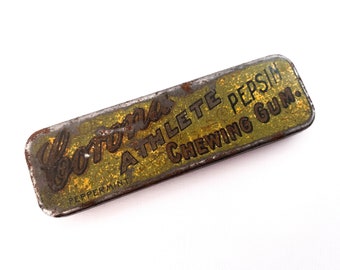 Corona
ATHLETE PEPSIN
CHEWING GUM.
PEPPERMINT